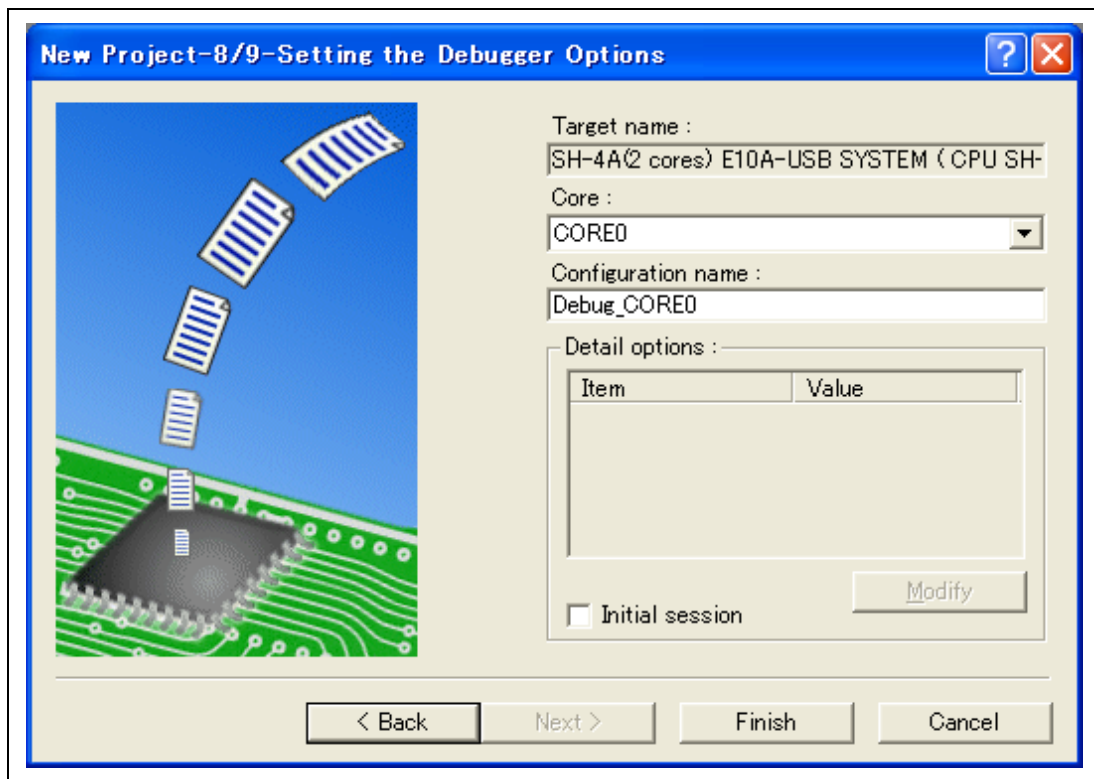 New Project-8/9-Setting the Debugger Options
Target name :
SH-4A(2 cores) E10A-USB SYSTEM ( CPU SH-
Core :
CORE0
Configuration name :
Debug_CORE0
Detail options :
Item Value
Modify
Initial session
< Back Next > Finish Cancel